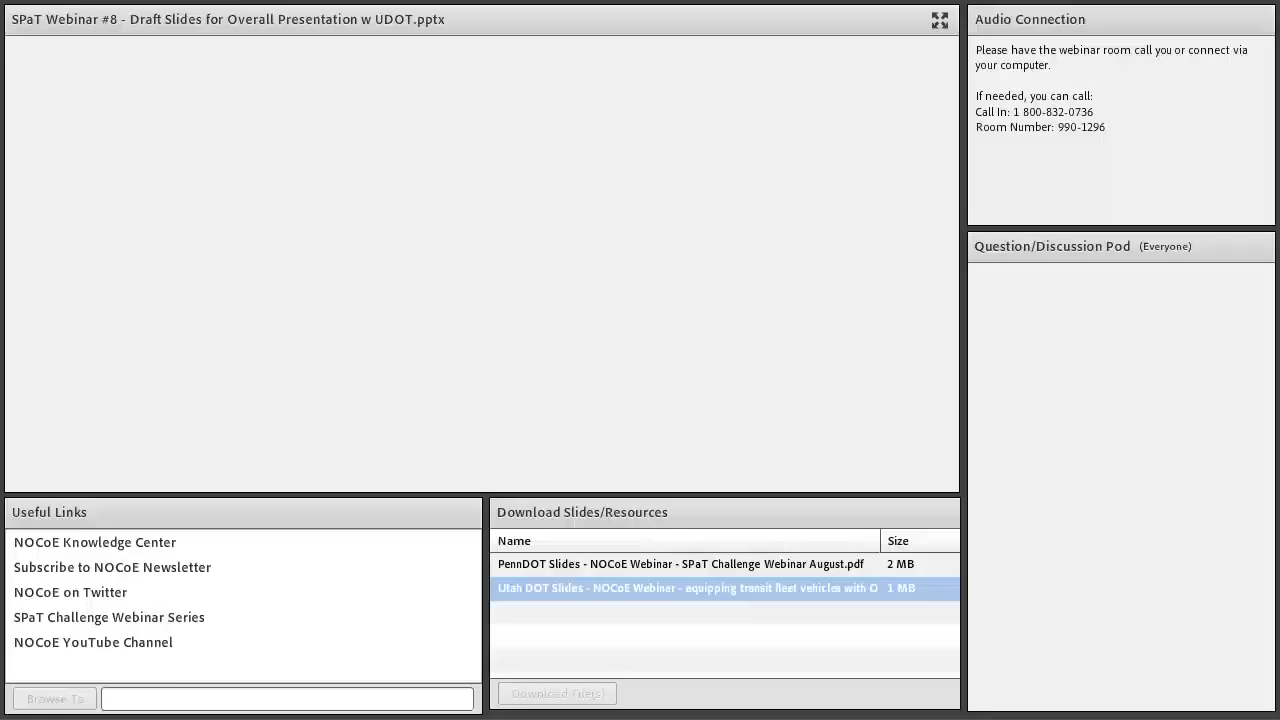 SPaT Webinar #8 - Draft Slides for Overall Presentation w UDOT.pptx
Audio Connection
Please have the webinar room call you or connect via
your computer.
If needed, you can call:
Call In: 1 800-832-0736
Room Number: 990-1296
Question/Discussion Pod (Everyone)
Useful Links
NOCoE Knowledge Center
Subscribe to NOCoE Newsletter
NOCoE on Twitter
SPaT Challenge Webinar Series
NOCoE YouTube Channel
Browse To
Download Slides/Resources
Name Size
PennDOT Slides - NOCoE Webinar - SPaT Challenge Webinar August.pdf 2 MB
Utah DOT Slides - NOCoE Webinar - equipping transit fleet vehicles with O 1 MB
Download File(s)